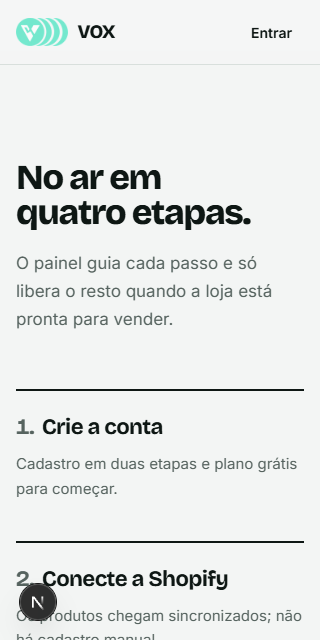 VOX
Entrar
No ar em
quatro etapas.
O painel guia cada passo e só
libera o resto quando a loja está
pronta para vender.
1. Crie a conta
Cadastro em duas etapas e plano grátis
para começar.
2. Conecte a Shopify
produtos chegam sincronizados; não
há cadastro manual
N